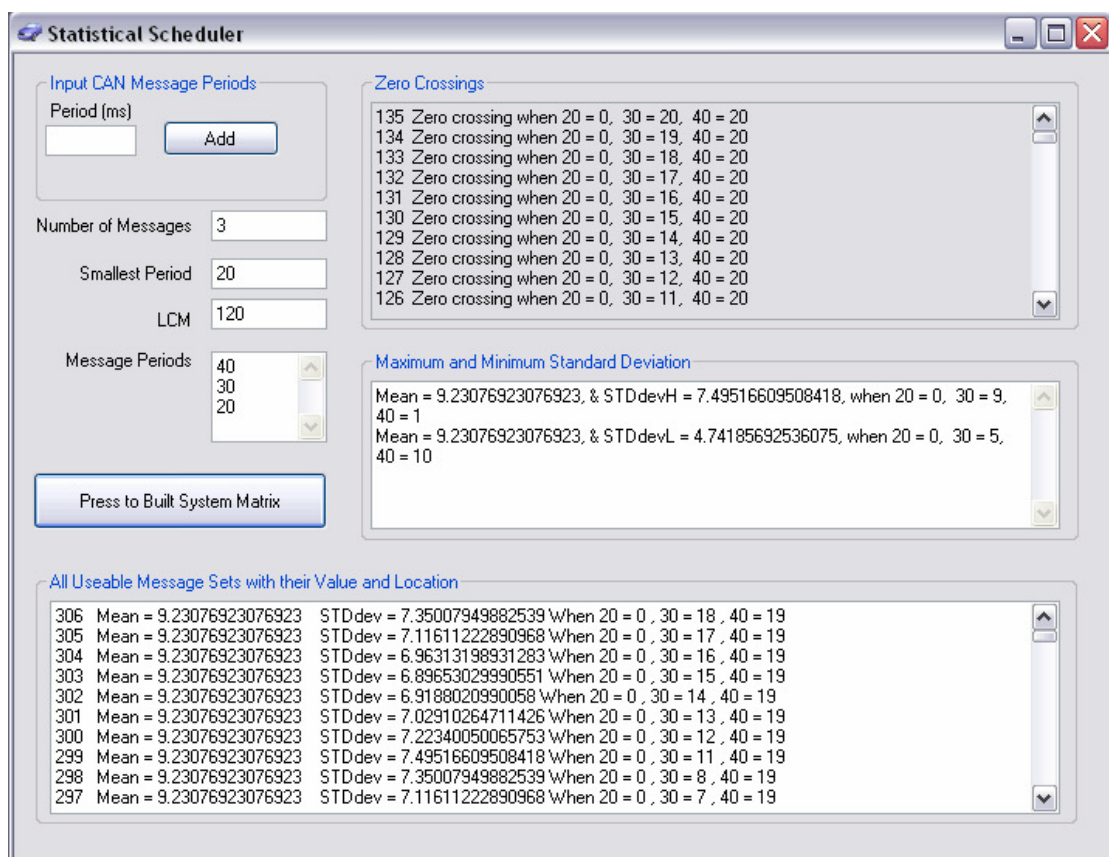 Statistical Scheduler
Input CAN Message Periods
Period (ms)
Add
Number of Messages 3
Smallest Period 20
LCM 120
Message Periods 40
30
20
Press to Built System Matrix
Zero Crossings
135 Zero crossing when 20 = 0, 30 = 20, 40 = 20
134 Zero crossing when 20 = 0, 30 = 19, 40 = 20
133 Zero crossing when 20 = 0, 30 = 18, 40 = 20
132 Zero crossing when 20 = 0, 30 = 17, 40 = 20
131 Zero crossing when 20 = 0, 30 = 16, 40 = 20
130 Zero crossing when 20 = 0, 30 = 15, 40 = 20
129 Zero crossing when 20 = 0, 30 = 14, 40 = 20
128 Zero crossing when 20 = 0, 30 = 13, 40 = 20
127 Zero crossing when 20 = 0, 30 = 12, 40 = 20
126 Zero crossing when 20 = 0, 30 = 11, 40 = 20
Maximum and Minimum Standard Deviation
Mean = 9.23076923076923, & STDdevH = 7.49516609508418, when 20 = 0, 30 = 9,
40 = 1
Mean = 9.23076923076923, & STDdevL = 4.74185692536075, when 20 = 0, 30 = 5,
40 = 10
All Useable Message Sets with their Value and Location
306 Mean = 9.23076923076923 STDdev = 7.35007949882539 When 20 = 0 , 30 = 18 , 40 = 19
305 Mean = 9.23076923076923 STDdev = 7.11611222890968 When 20 = 0 , 30 = 17 , 40 = 19
304 Mean = 9.23076923076923 STDdev = 6.96313198931283 When 20 = 0 , 30 = 16 , 40 = 19
303 Mean = 9.23076923076923 STDdev = 6.89653029990551 When 20 = 0 , 30 = 15 , 40 = 19
302 Mean = 9.23076923076923 STDdev = 6.9188020990058 When 20 = 0 , 30 = 14 , 40 = 19
301 Mean = 9.23076923076923 STDdev = 7.02910264711426 When 20 = 0 , 30 = 13 , 40 = 19
300 Mean = 9.23076923076923 STDdev = 7.22340050065753 When 20 = 0 , 30 = 12 , 40 = 19
299 Mean = 9.23076923076923 STDdev = 7.49516609508418 When 20 = 0 , 30 = 11 , 40 = 19
298 Mean = 9.23076923076923 STDdev = 7.35007949882539 When 20 = 0 , 30 = 8 , 40 = 19
297 Mean = 9.23076923076923 STDdev = 7.11611222890968 When 20 = 0 , 30 = 7 , 40 = 19